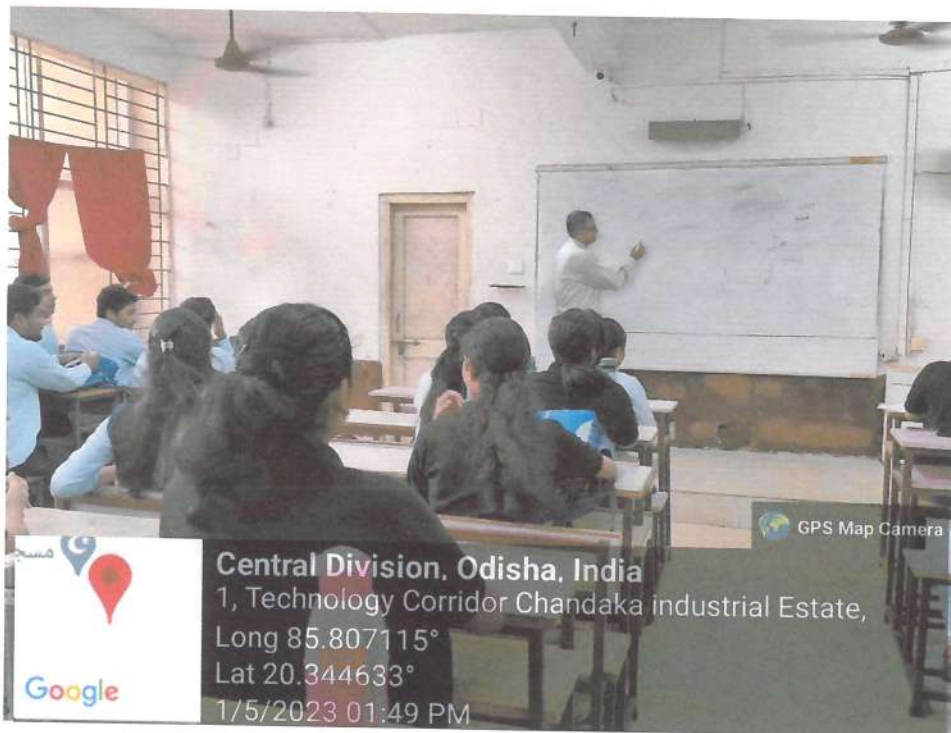 GPS Map Camera
مسجد
Central Division, Odisha, India
1, Technology Corridor Chandaka industrial Estate,
Long 85.807115°
Lat 20.344633°
1/5/2023 01:49 PM
Google